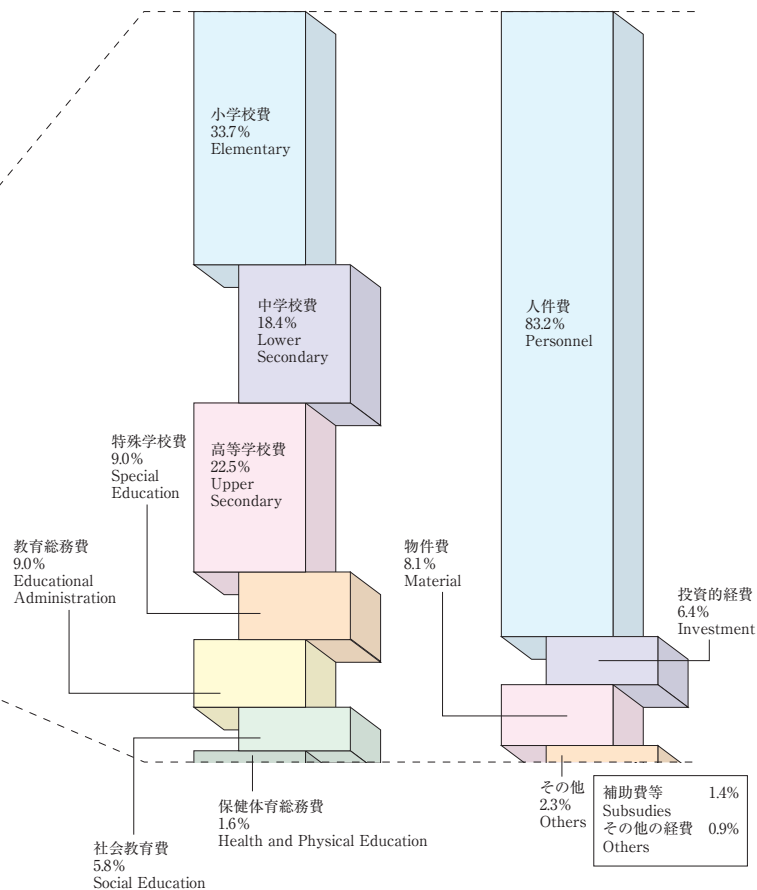 小学校費
33.7%
Elementary
中学校費
18.4%
Lower
Secondary
特殊学校費
9.0%
Special
Education
高等学校費
22.5%
Upper
Secondary
教育総務費
9.0%
Educational
Administration
社会教育費
5.8%
Social Education
保健体育総務費
1.6%
Health and Physical Education
人件費
83.2%
Personnel
物件費
8.1%
Material
投資的経費
6.4%
Investment
その他
2.3%
Others
補助費等 1.4%
Subsudies
その他の経費 0.9%
Others